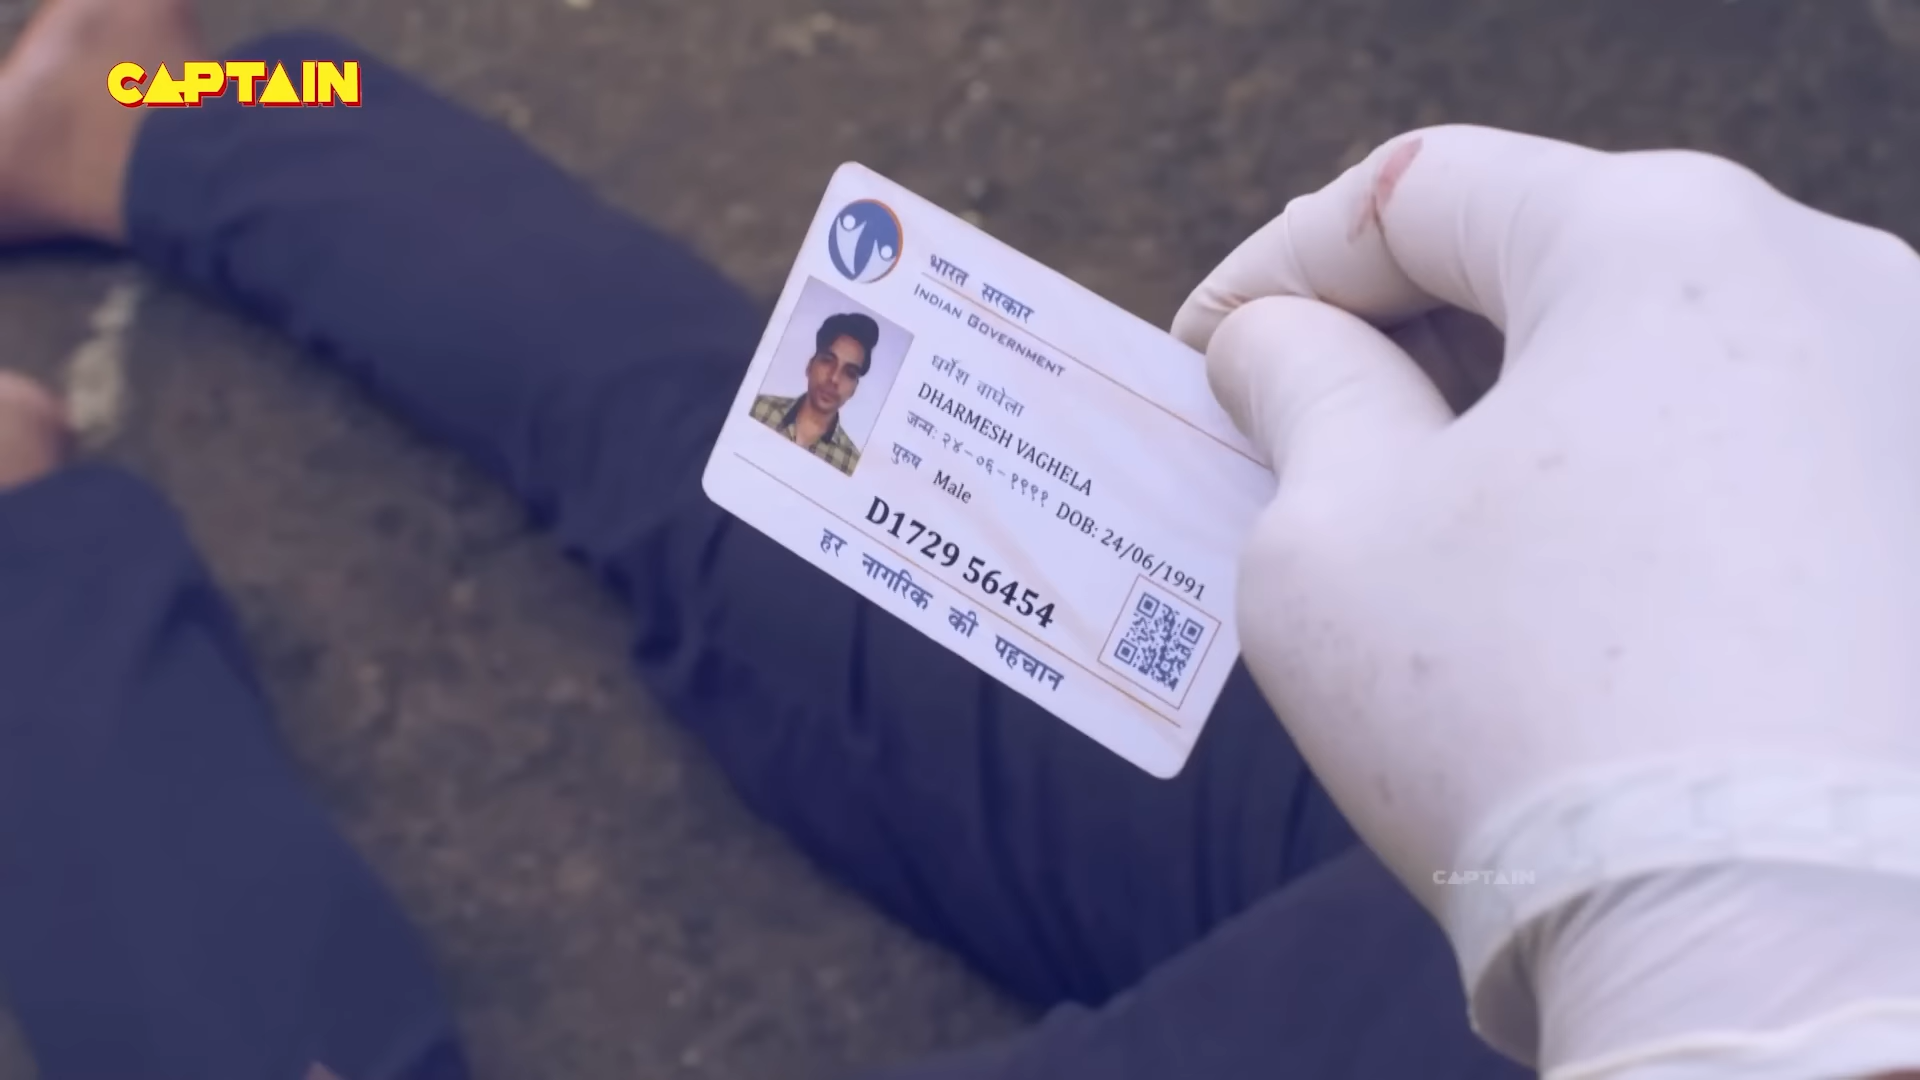 CAPTAIN
भारत सरकार
INDIAN GOVERNMENT
धर्मेश वाघेला
DHARMESH VAGHELA
जन्म: २४-०६-१९९१ DOB: 24/06/1991
पुरुष Male
D1729 56454
हर नागरिक की पहचान
CAPTAIN